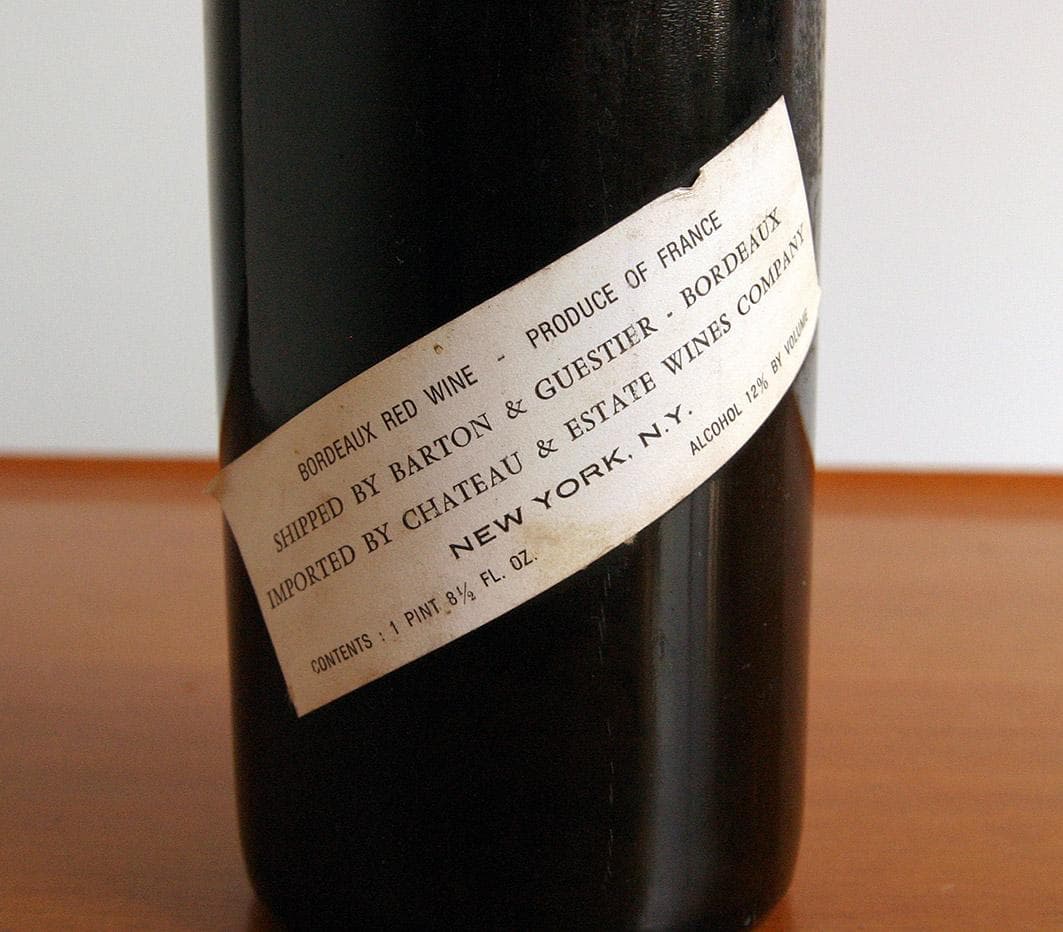 BORDEAUX RED WINE - PRODUCE OF FRANCE
SHIPPED BY BARTON & GUESTIER - BORDEAUX
IMPORTED BY CHATEAU & ESTATE WINES COMPANY
NEW YORK, N.Y.
CONTENTS : 1 PINT 8½ FL. OZ. ALCOHOL 12% BY VOLUME